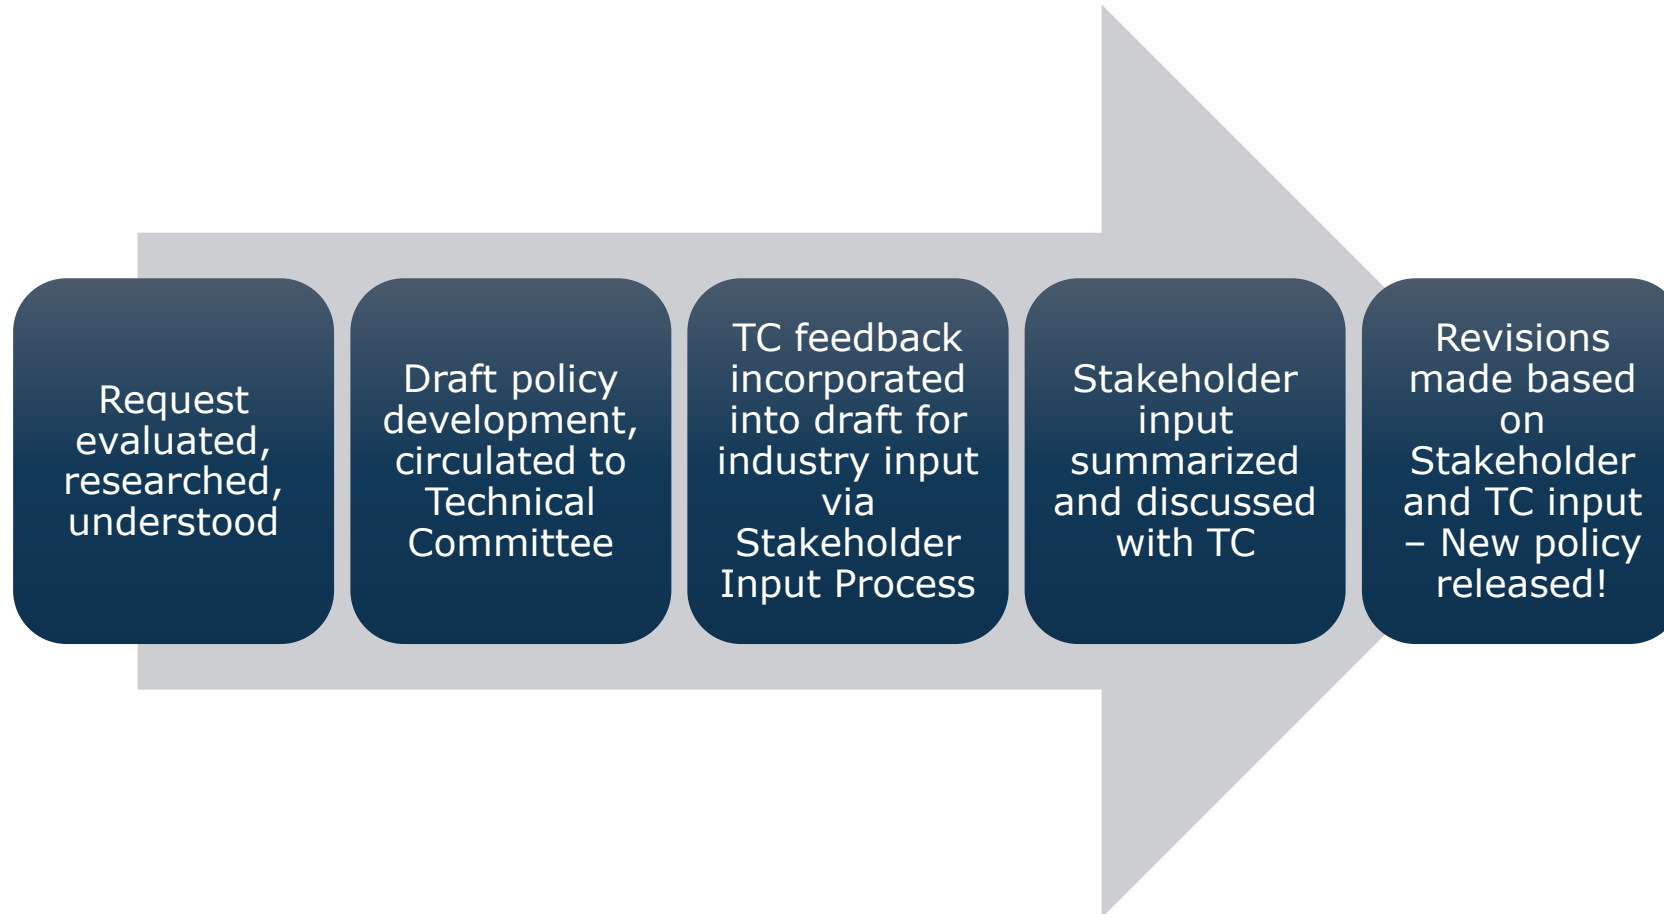 Request
evaluated,
researched,
understood
Draft policy
development,
circulated to
Technical
Committee
TC feedback
incorporated
into draft for
industry input
via
Stakeholder
Input Process
Stakeholder
input
summarized
and discussed
with TC
Revisions
made based
on
Stakeholder
and TC input
– New policy
released!